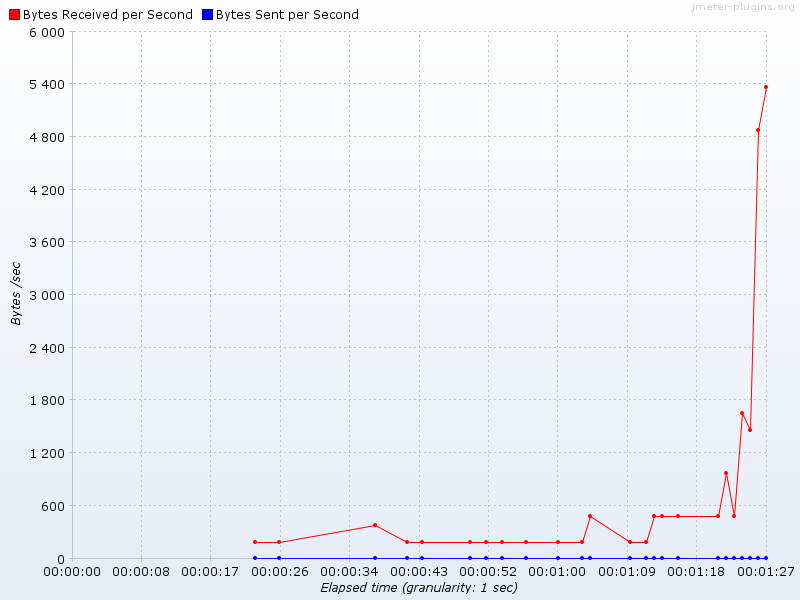 jmeter-plugins.org
Bytes Received per Second Bytes Sent per Second
6 000
5 400
4 800
4 200
3 600
3 000
2 400
1 800
1 200
600
0
Bytes /sec
00:00:00 00:00:08 00:00:17 00:00:26 00:00:34 00:00:43 00:00:52 00:01:00 00:01:09 00:01:18 00:01:27
Elapsed time (granularity: 1 sec)